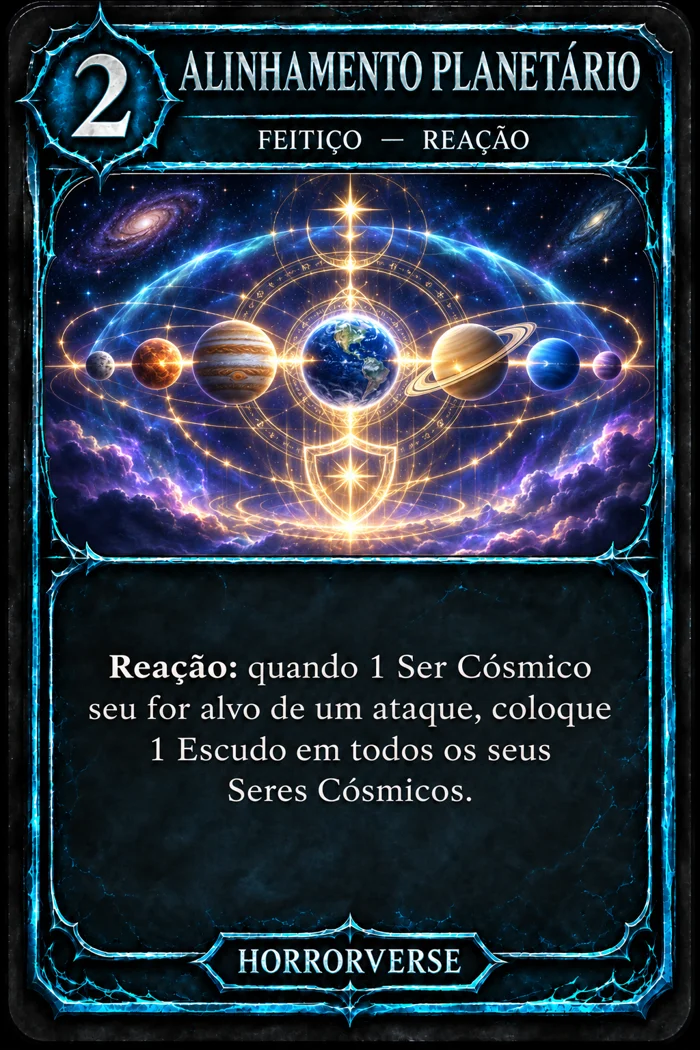 2
ALINHAMENTO PLANETÁRIO
FEITIÇO — REAÇÃO
Reação: quando 1 Ser Cósmico
seu for alvo de um ataque, coloque
1 Escudo em todos os seus
Seres Cósmicos.
HORRORVERSE